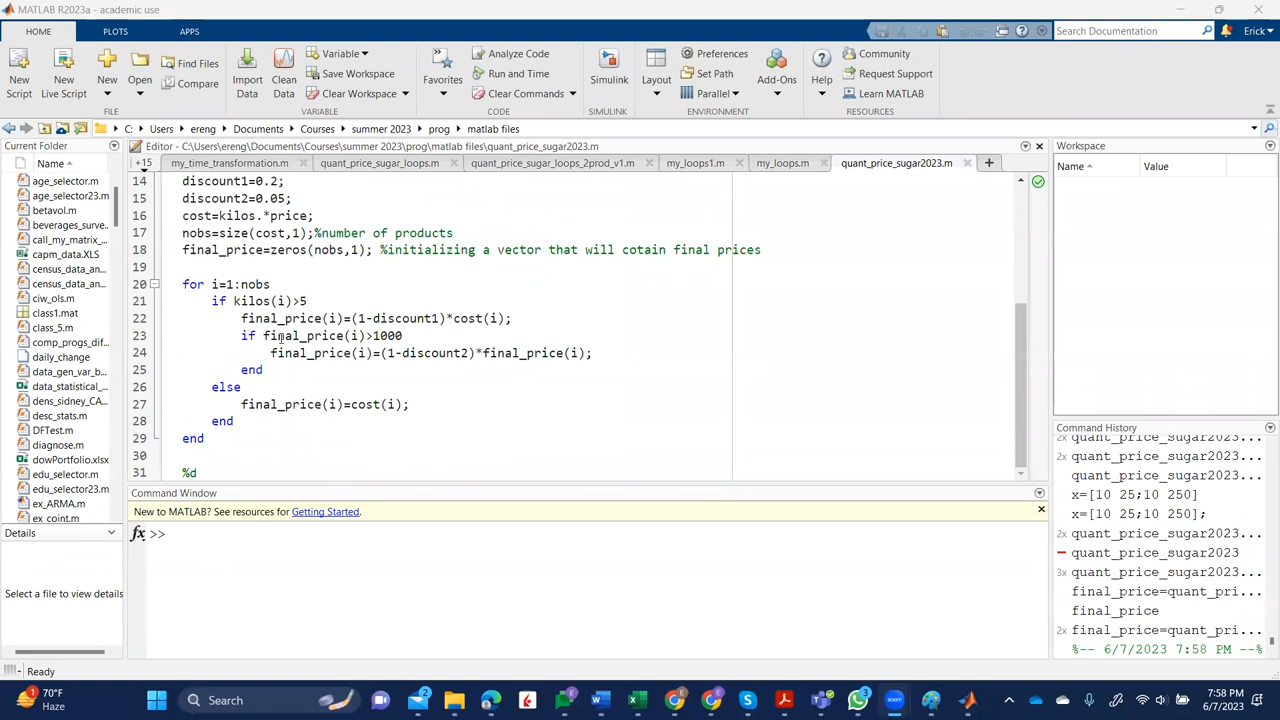 MATLAB R2023a - academic use
HOME PLOTS APPS
Search Documentation Erick
New Script
New Live Script
New
Open
Find Files
Compare
Import Data
Clean Data
Variable
Save Workspace
Clear Workspace
Favorites
Analyze Code
Run and Time
Clear Commands
Simulink
Layout
Preferences
Set Path
Parallel
Add-Ons
Help
Community
Request Support
Learn MATLAB
FILE VARIABLE CODE SIMULINK ENVIRONMENT RESOURCES
C: Users ereng Documents Courses summer 2023 prog matlab files
Current Folder
Name
age_selector.m
age_selector23.m
betavol.m
beverages_surve
call_my_matrix_
capm_data.XLS
census_data_an
census_data_an
ciw_ols.m
class1.mat
class_5.m
comp_progs_dif
daily_change
data_gen_var_b
data_statistical_
dens_sidney_CA
desc_stats.m
DFTest.m
diagnose.m
dowPortfolio.xlsx
edu_selector.m
edu_selector23.m
ex_ARMA.m
ex_coint.m
Details
Select a file to view details
Editor - C:\Users\ereng\Documents\Courses\summer 2023\prog\matlab files\quant_price_sugar2023.m
+15 my_time_transformation.m quant_price_sugar_loops.m quant_price_sugar_loops_2prod_v1.m my_loops1.m my_loops.m quant_price_sugar2023.m
14 discount1=0.2;
15 discount2=0.05;
16 cost=kilos.*price;
17 nobs=size(cost,1);%number of products
18 final_price=zeros(nobs,1); %initializing a vector that will cotain final prices
19
20 for i=1:nobs
21 if kilos(i)>5
22 final_price(i)=(1-discount1)*cost(i);
23 if final_price(i)>1000
24 final_price(i)=(1-discount2)*final_price(i);
25 end
26 else
27 final_price(i)=cost(i);
28 end
29 end
30
31 %d
Command Window
New to MATLAB? See resources for Getting Started.
fx >>
Workspace
Name Value
Command History
2x quant_price_sugar2023...
2x quant_price_sugar2023...
quant_price_sugar2023...
x=[10 25;10 250]
x=[10 25;10 250];
2x quant_price_sugar2023...
quant_price_sugar2023
3x quant_price_sugar2023...
final_price=quant_pri...
final_price
2x final_price=quant_pri...
%-- 6/7/2023 7:58 PM --%
Ready
70°F
Haze
Search
2
3
7:58 PM
6/7/2023